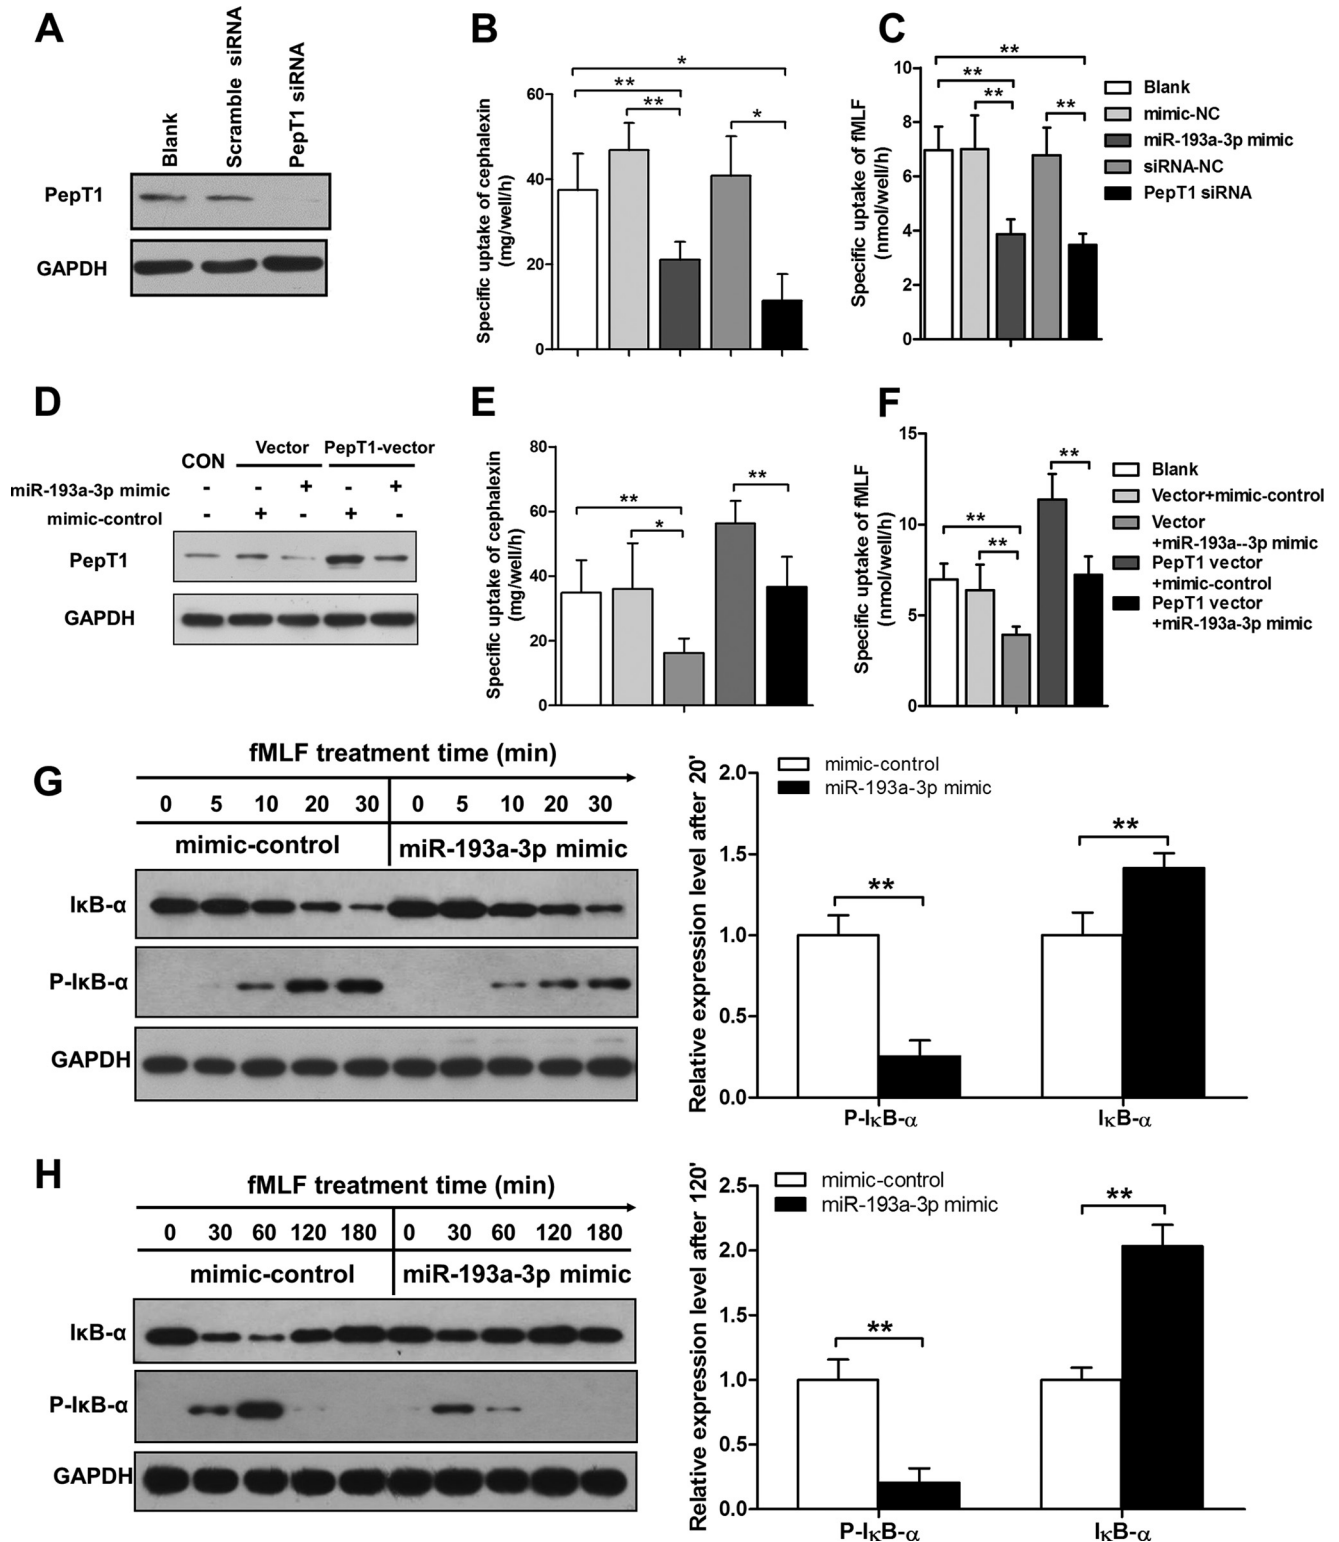 A
Blank
Scramble siRNA
PepT1 siRNA
PepT1
GAPDH
B
Specific uptake of cephalexin
(mg/well/h)
60
40
20
0
*
**
**
*
C
Specific uptake of fMLF
(nmol/well/h)
10
8
6
4
2
0
**
**
**
**
Blank
mimic-NC
miR-193a-3p mimic
siRNA-NC
PepT1 siRNA
D
CON
Vector
PepT1-vector
miR-193a-3p mimic - - + - +
mimic-control - + - + -
PepT1
GAPDH
E
Specific uptake of cephalexin
(mg/well/h)
80
60
40
20
0
**
*
**
F
Specific uptake of fMLF
(nmol/well/h)
15
10
5
0
**
**
**
Blank
Vector+mimic-control
Vector
+miR-193a--3p mimic
PepT1 vector
+mimic-control
PepT1 vector
+miR-193a-3p mimic
G
fMLF treatment time (min)
0 5 10 20 30 0 5 10 20 30
mimic-control miR-193a-3p mimic
IκB-α
P-IκB-α
GAPDH
mimic-control
miR-193a-3p mimic
Relative expression level after 20'
2.0
1.5
1.0
0.5
0.0
**
**
P-IκB-α IκB-α
H
fMLF treatment time (min)
0 30 60 120 180 0 30 60 120 180
mimic-control miR-193a-3p mimic
IκB-α
P-IκB-α
GAPDH
mimic-control
miR-193a-3p mimic
Relative expression level after 120'
2.5
2.0
1.5
1.0
0.5
0.0
**
**
P-IκB-α IκB-α